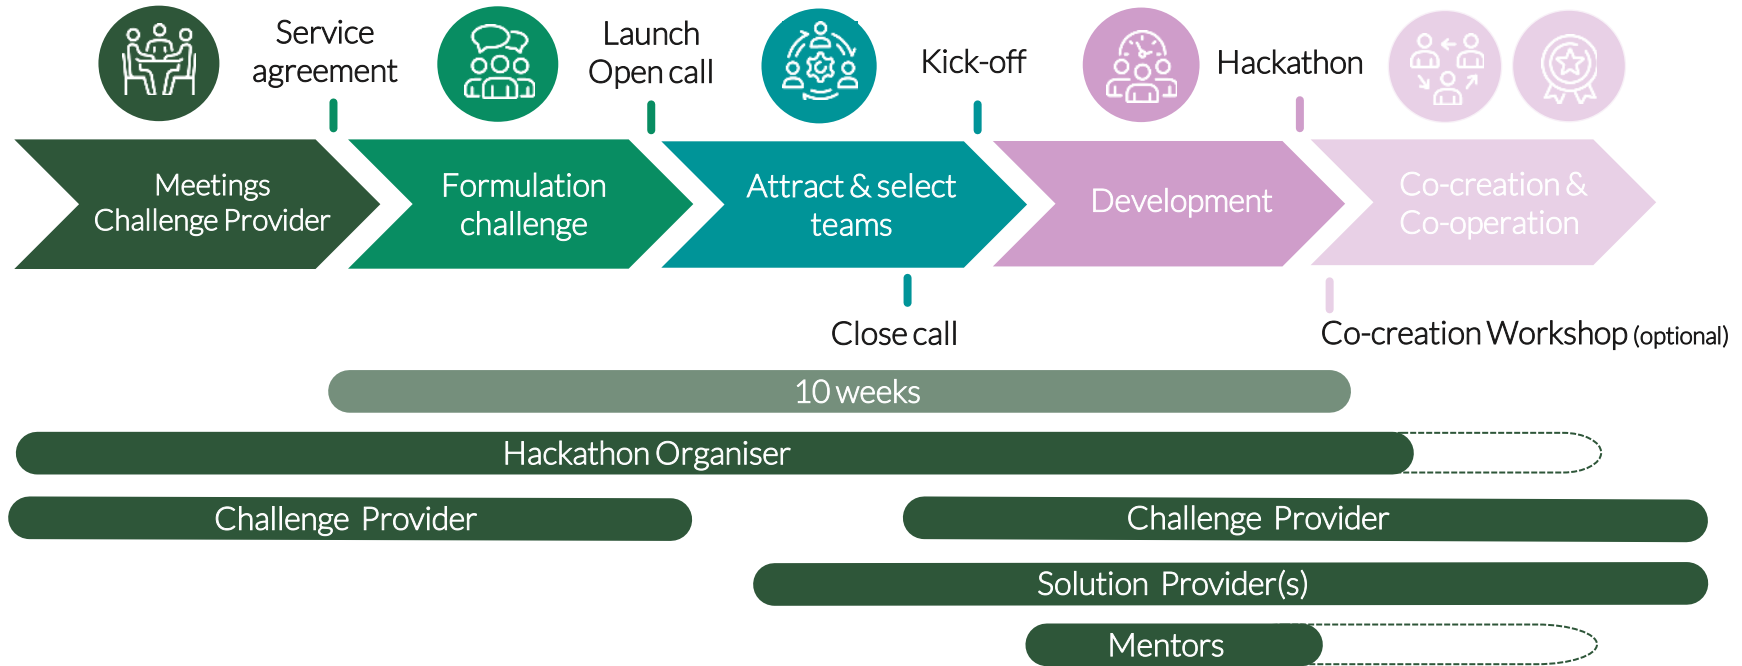 Service
agreement
Launch
Open call
Kick-off
Hackathon
Meetings
Challenge Provider
Formulation
challenge
Attract & select
teams
Development
Co-creation &
Co-operation
Close call
Co-creation Workshop (optional)
10 weeks
Hackathon Organiser
Challenge Provider
Challenge Provider
Solution Provider(s)
Mentors